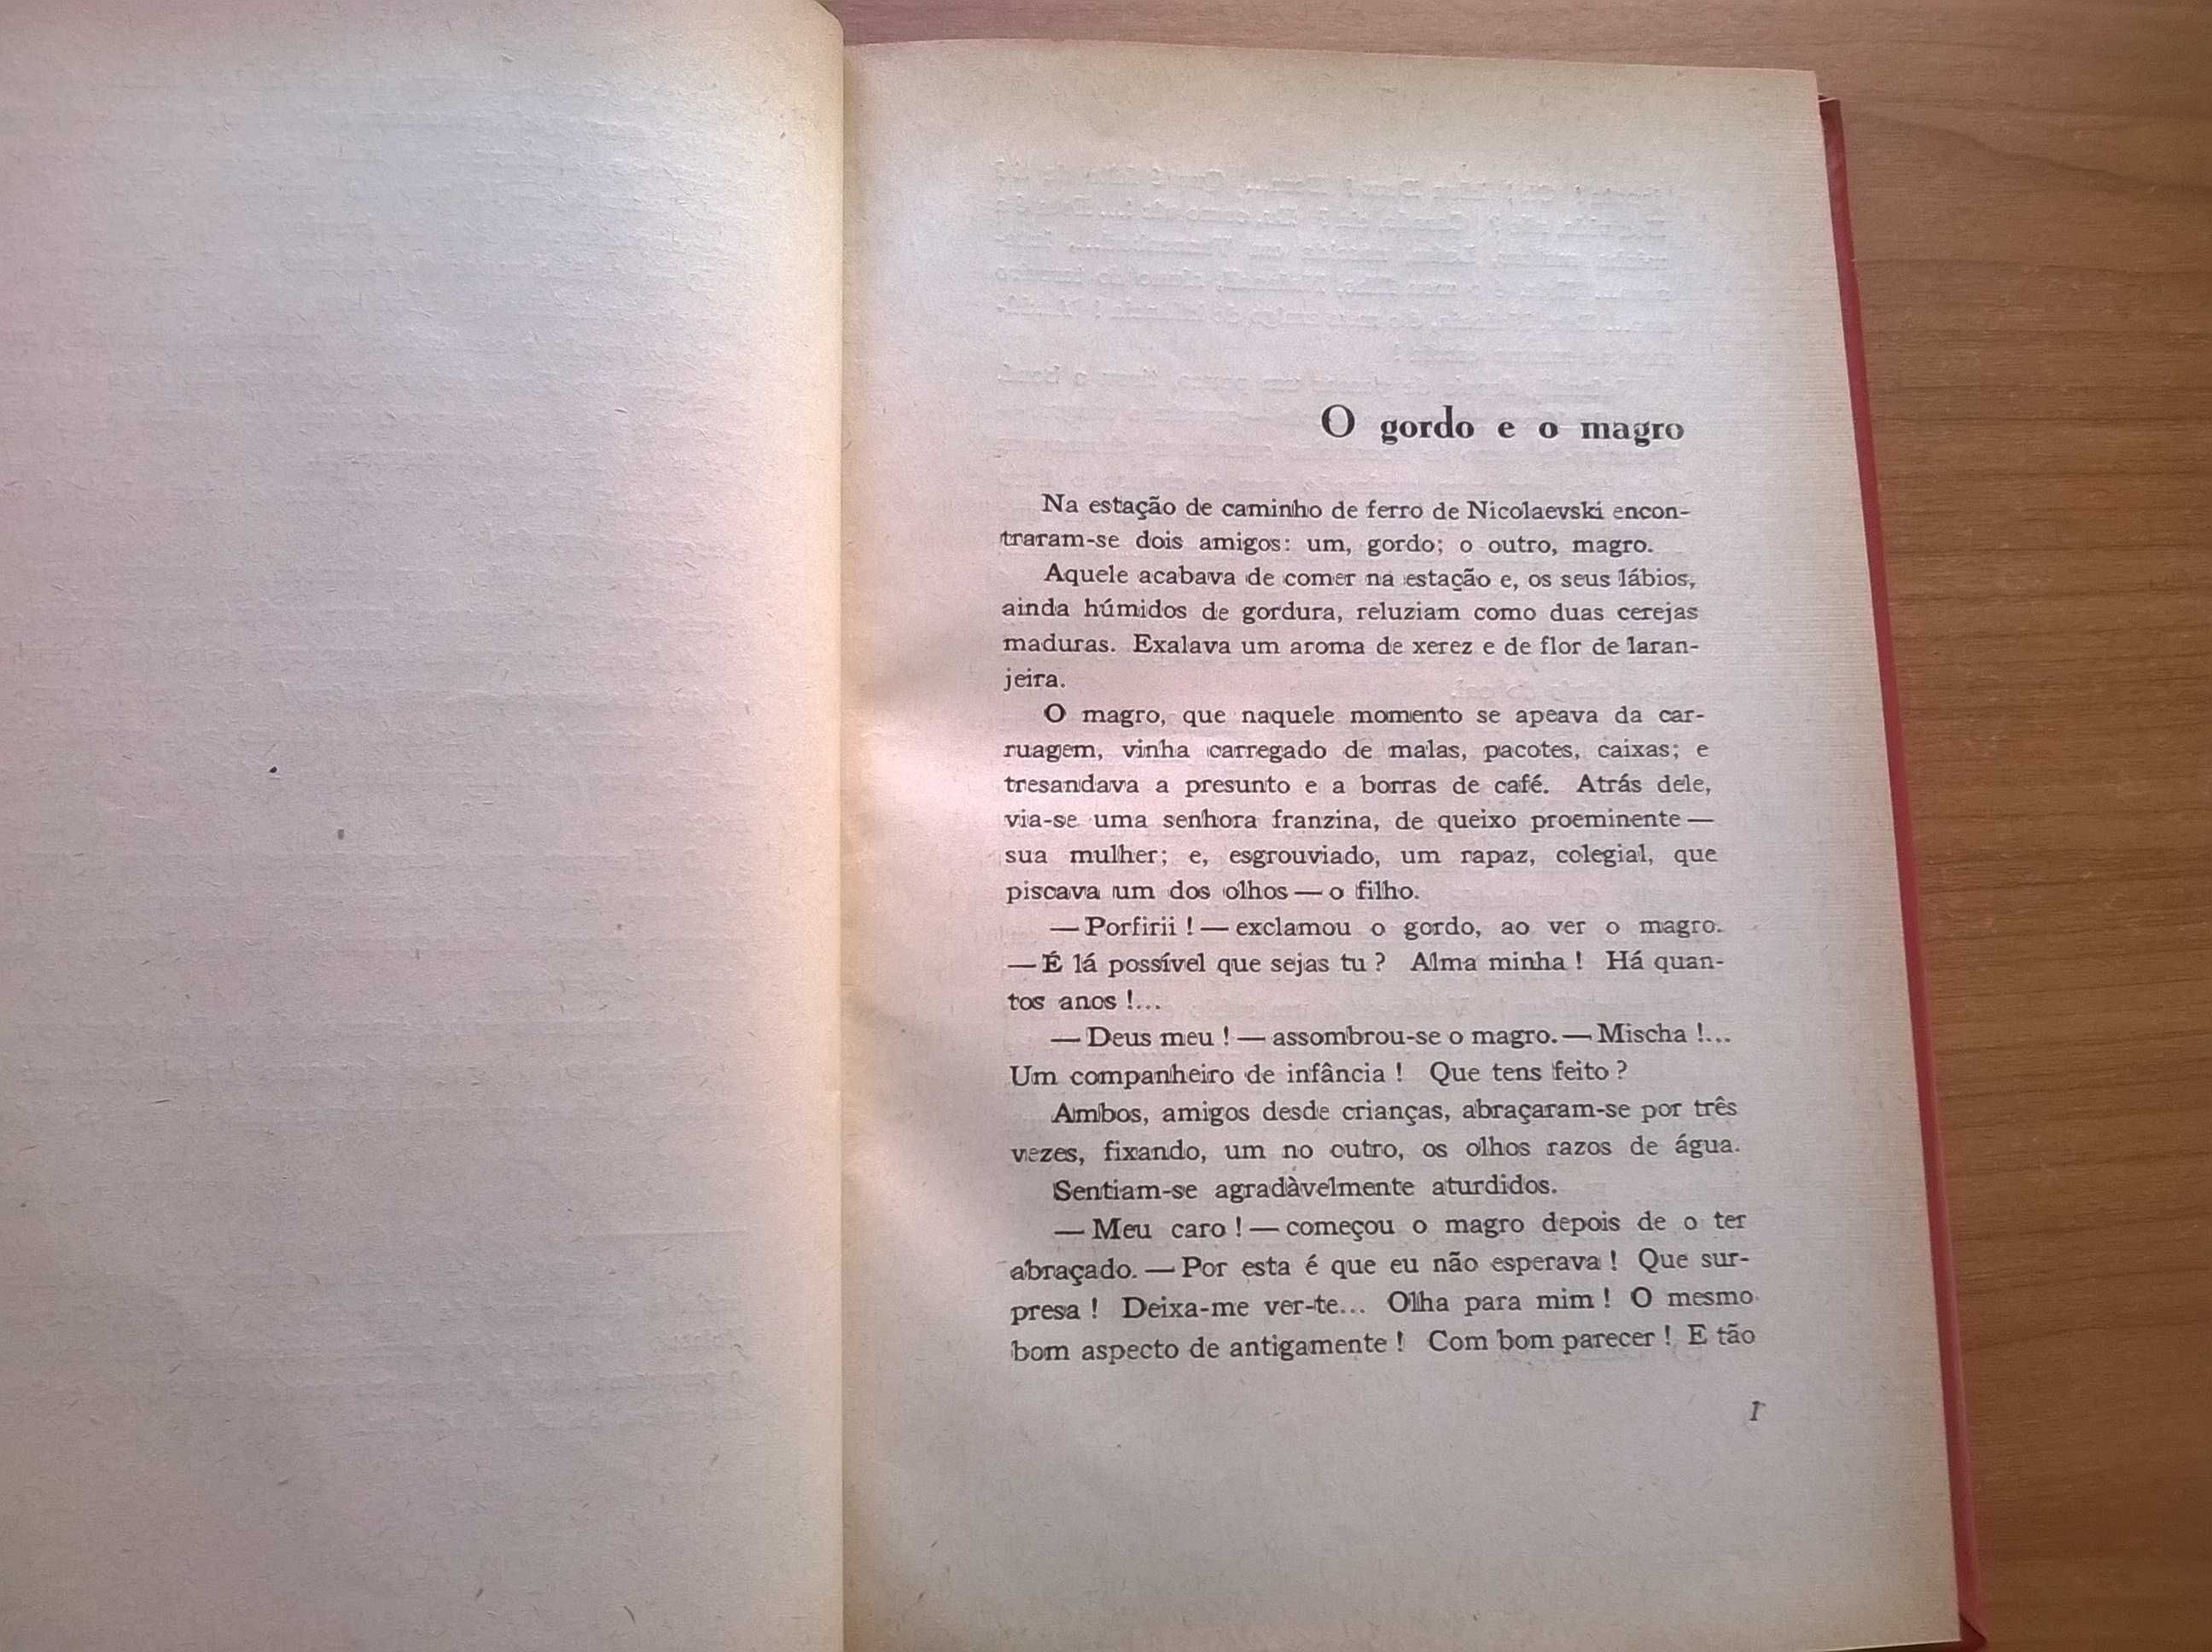 O gordo e o magro
Na estação de caminho de ferro de Nicolaevski encon-
traram-se dois amigos: um, gordo; o outro, magro.
Aquele acabava de comer na estação e, os seus lábios,
ainda húmidos de gordura, reluziam como duas cerejas
maduras. Exalava um aroma de xerez e de flor de laran-
jeira.
O magro, que naquele momento se apeava da car-
ruagem, vinha carregado de malas, pacotes, caixas; e
tresandava a presunto e a borras de café. Atrás dele,
via-se uma senhora franzina, de queixo proeminente —
sua mulher; e, esgrouviado, um rapaz, colegial, que
piscava um dos olhos — o filho.
— Porfirii ! — exclamou o gordo, ao ver o magro.
— É lá possível que sejas tu ? Alma minha ! Há quan-
tos anos !...
— Deus meu ! — assombrou-se o magro. — Mischa !...
Um companheiro de infância ! Que tens feito ?
Ambos, amigos desde crianças, abraçaram-se por três
vezes, fixando, um no outro, os olhos razos de água.
Sentiam-se agradàvelmente aturdidos.
— Meu caro ! — começou o magro depois de o ter
abraçado. — Por esta é que eu não esperava ! Que sur-
presa ! Deixa-me ver-te... Olha para mim ! O mesmo
bom aspecto de antigamente ! Com bom parecer ! E tão
1